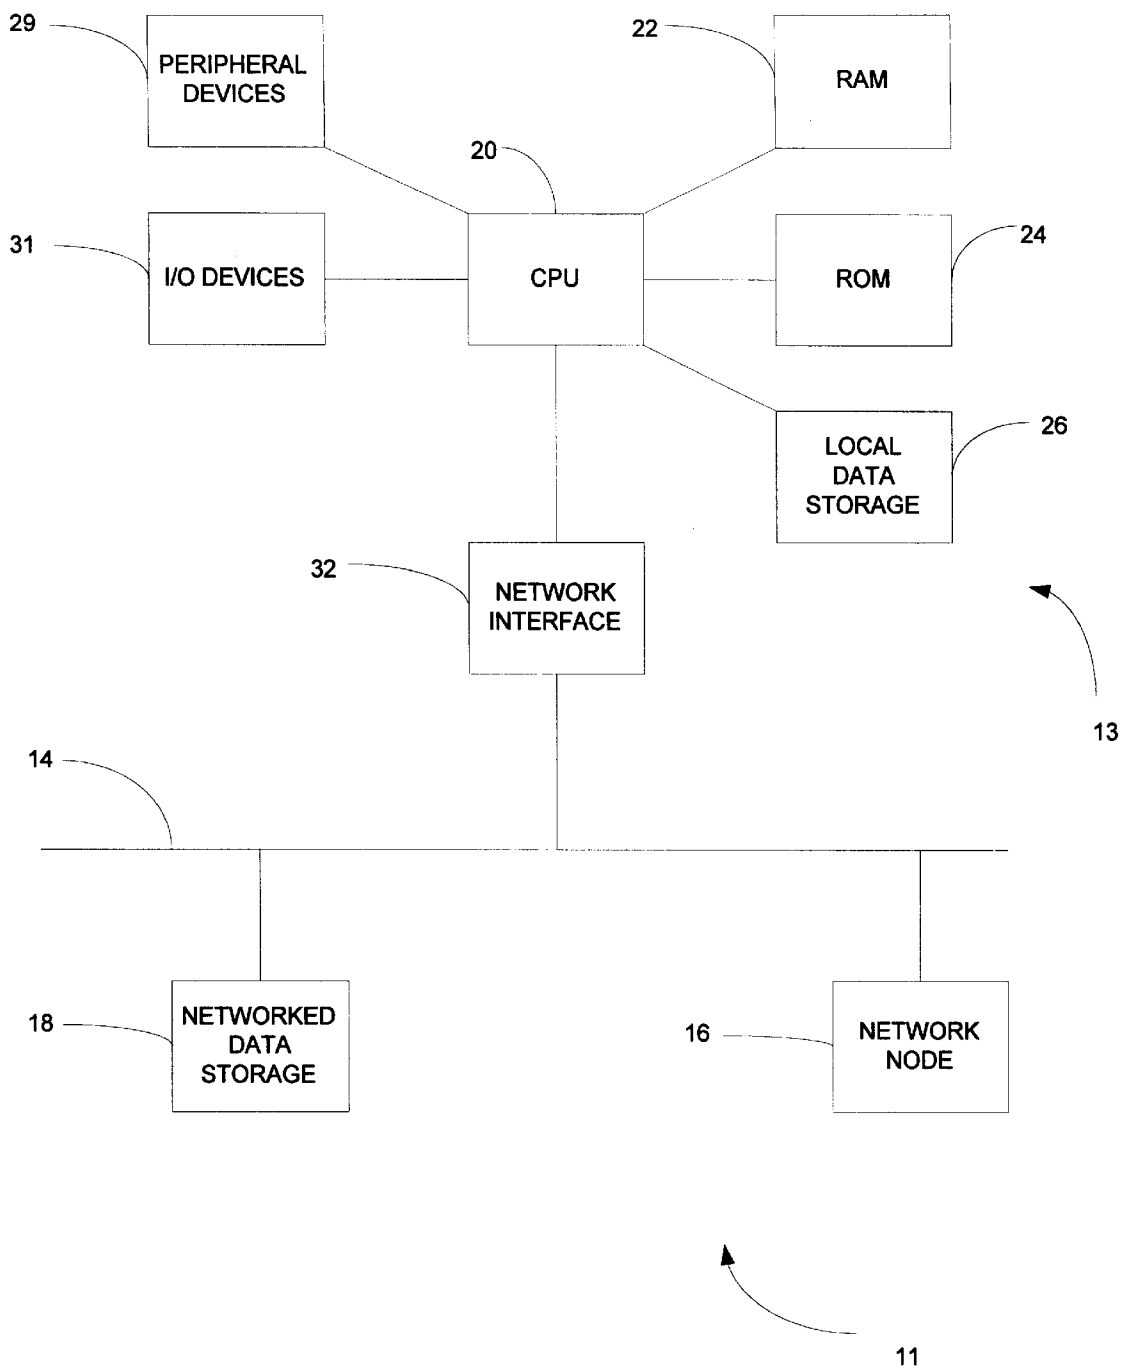 29
PERIPHERAL
DEVICES
22
RAM
20
31
I/O DEVICES
CPU
ROM
24
LOCAL
DATA
STORAGE
26
32
NETWORK
INTERFACE
13
14
18
NETWORKED
DATA
STORAGE
16
NETWORK
NODE
11